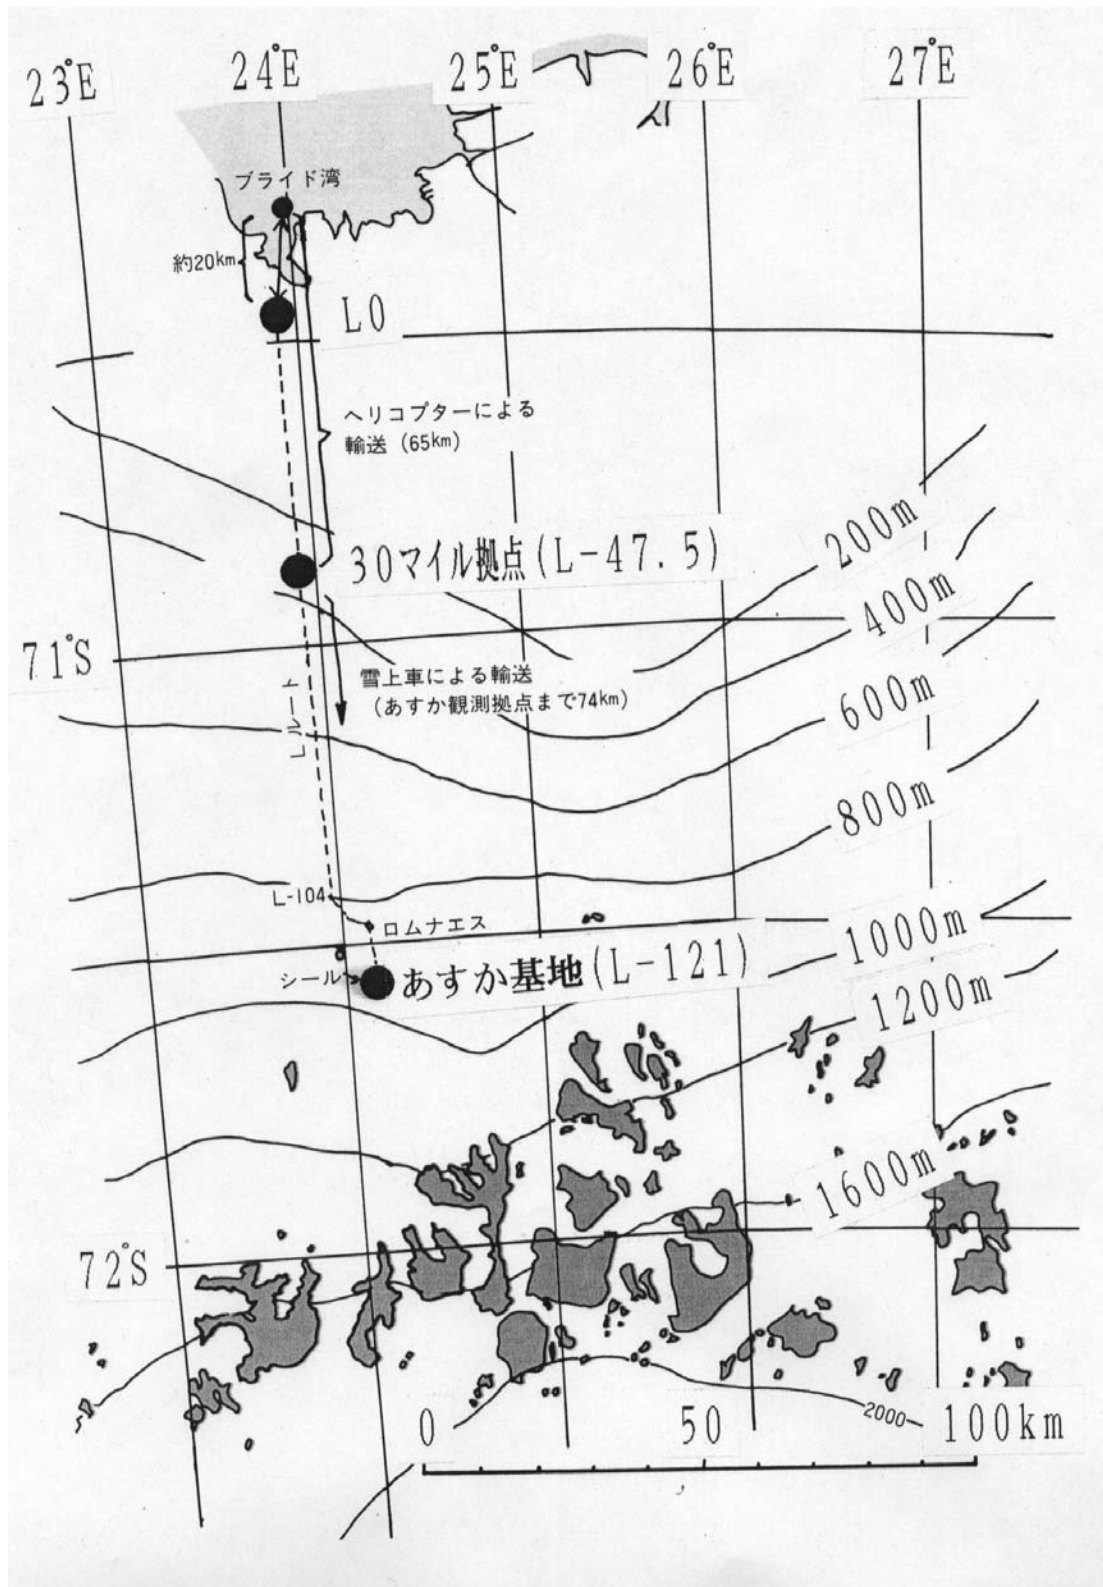 23°E
24°E
25°E
26°E
27°E
ブライド湾
約20km
L0
ヘリコプターによる
輸送 (65km)
30マイル拠点(L-47.5)
200m
400m
71°S
雪上車による輸送
(あすか観測拠点まで74km)
Lルート
600m
800m
L-104
ロムナエス
1000m
シール
あすか基地(L-121)
1200m
1600m
72°S
2000
0
50
100km